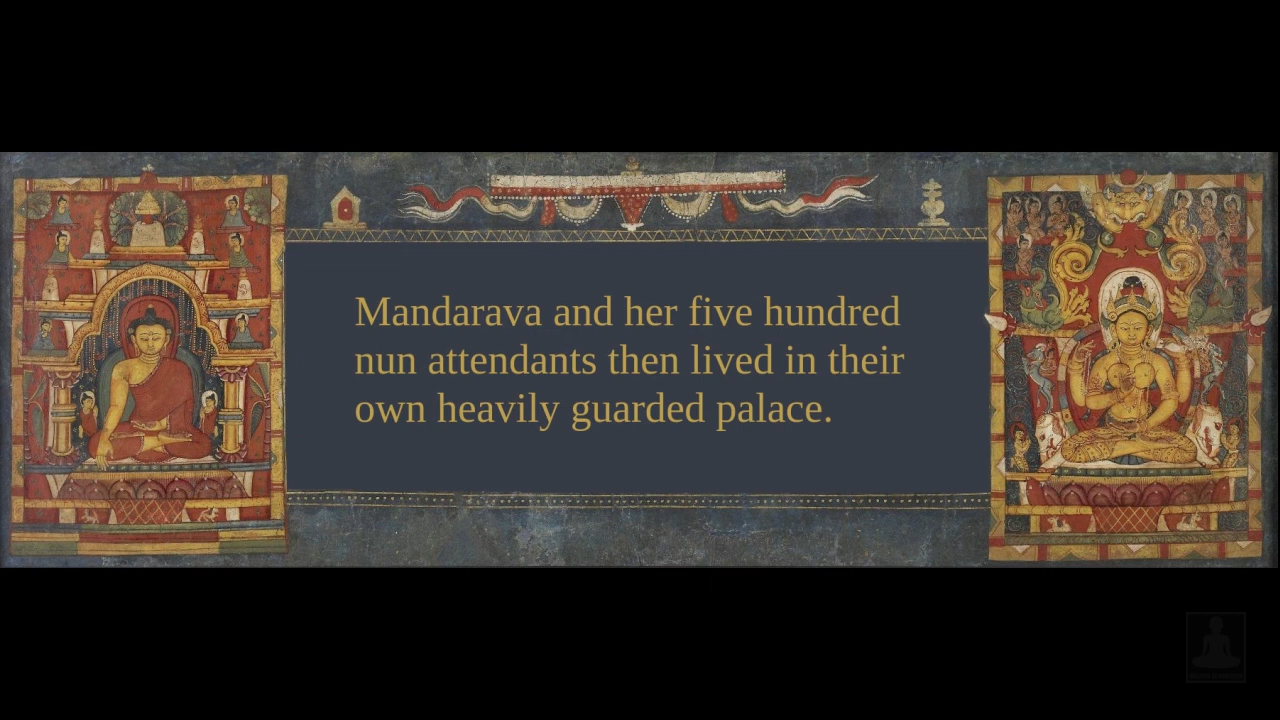 Mandarava and her five hundred
nun attendants then lived in their
own heavily guarded palace.